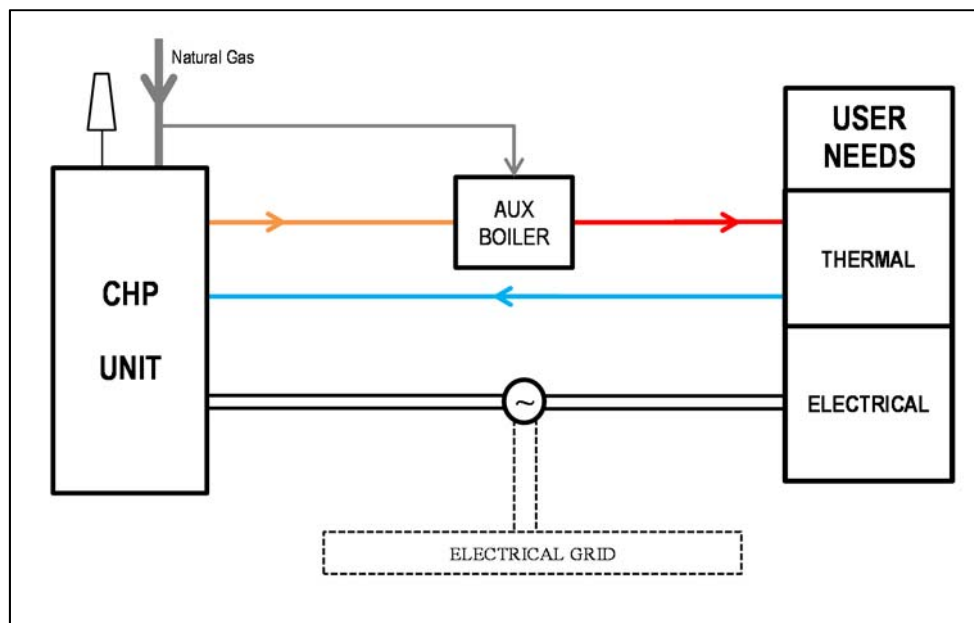 Natural Gas
USER
NEEDS
AUX
BOILER
THERMAL
CHP
UNIT
~
ELECTRICAL
ELECTRICAL GRID